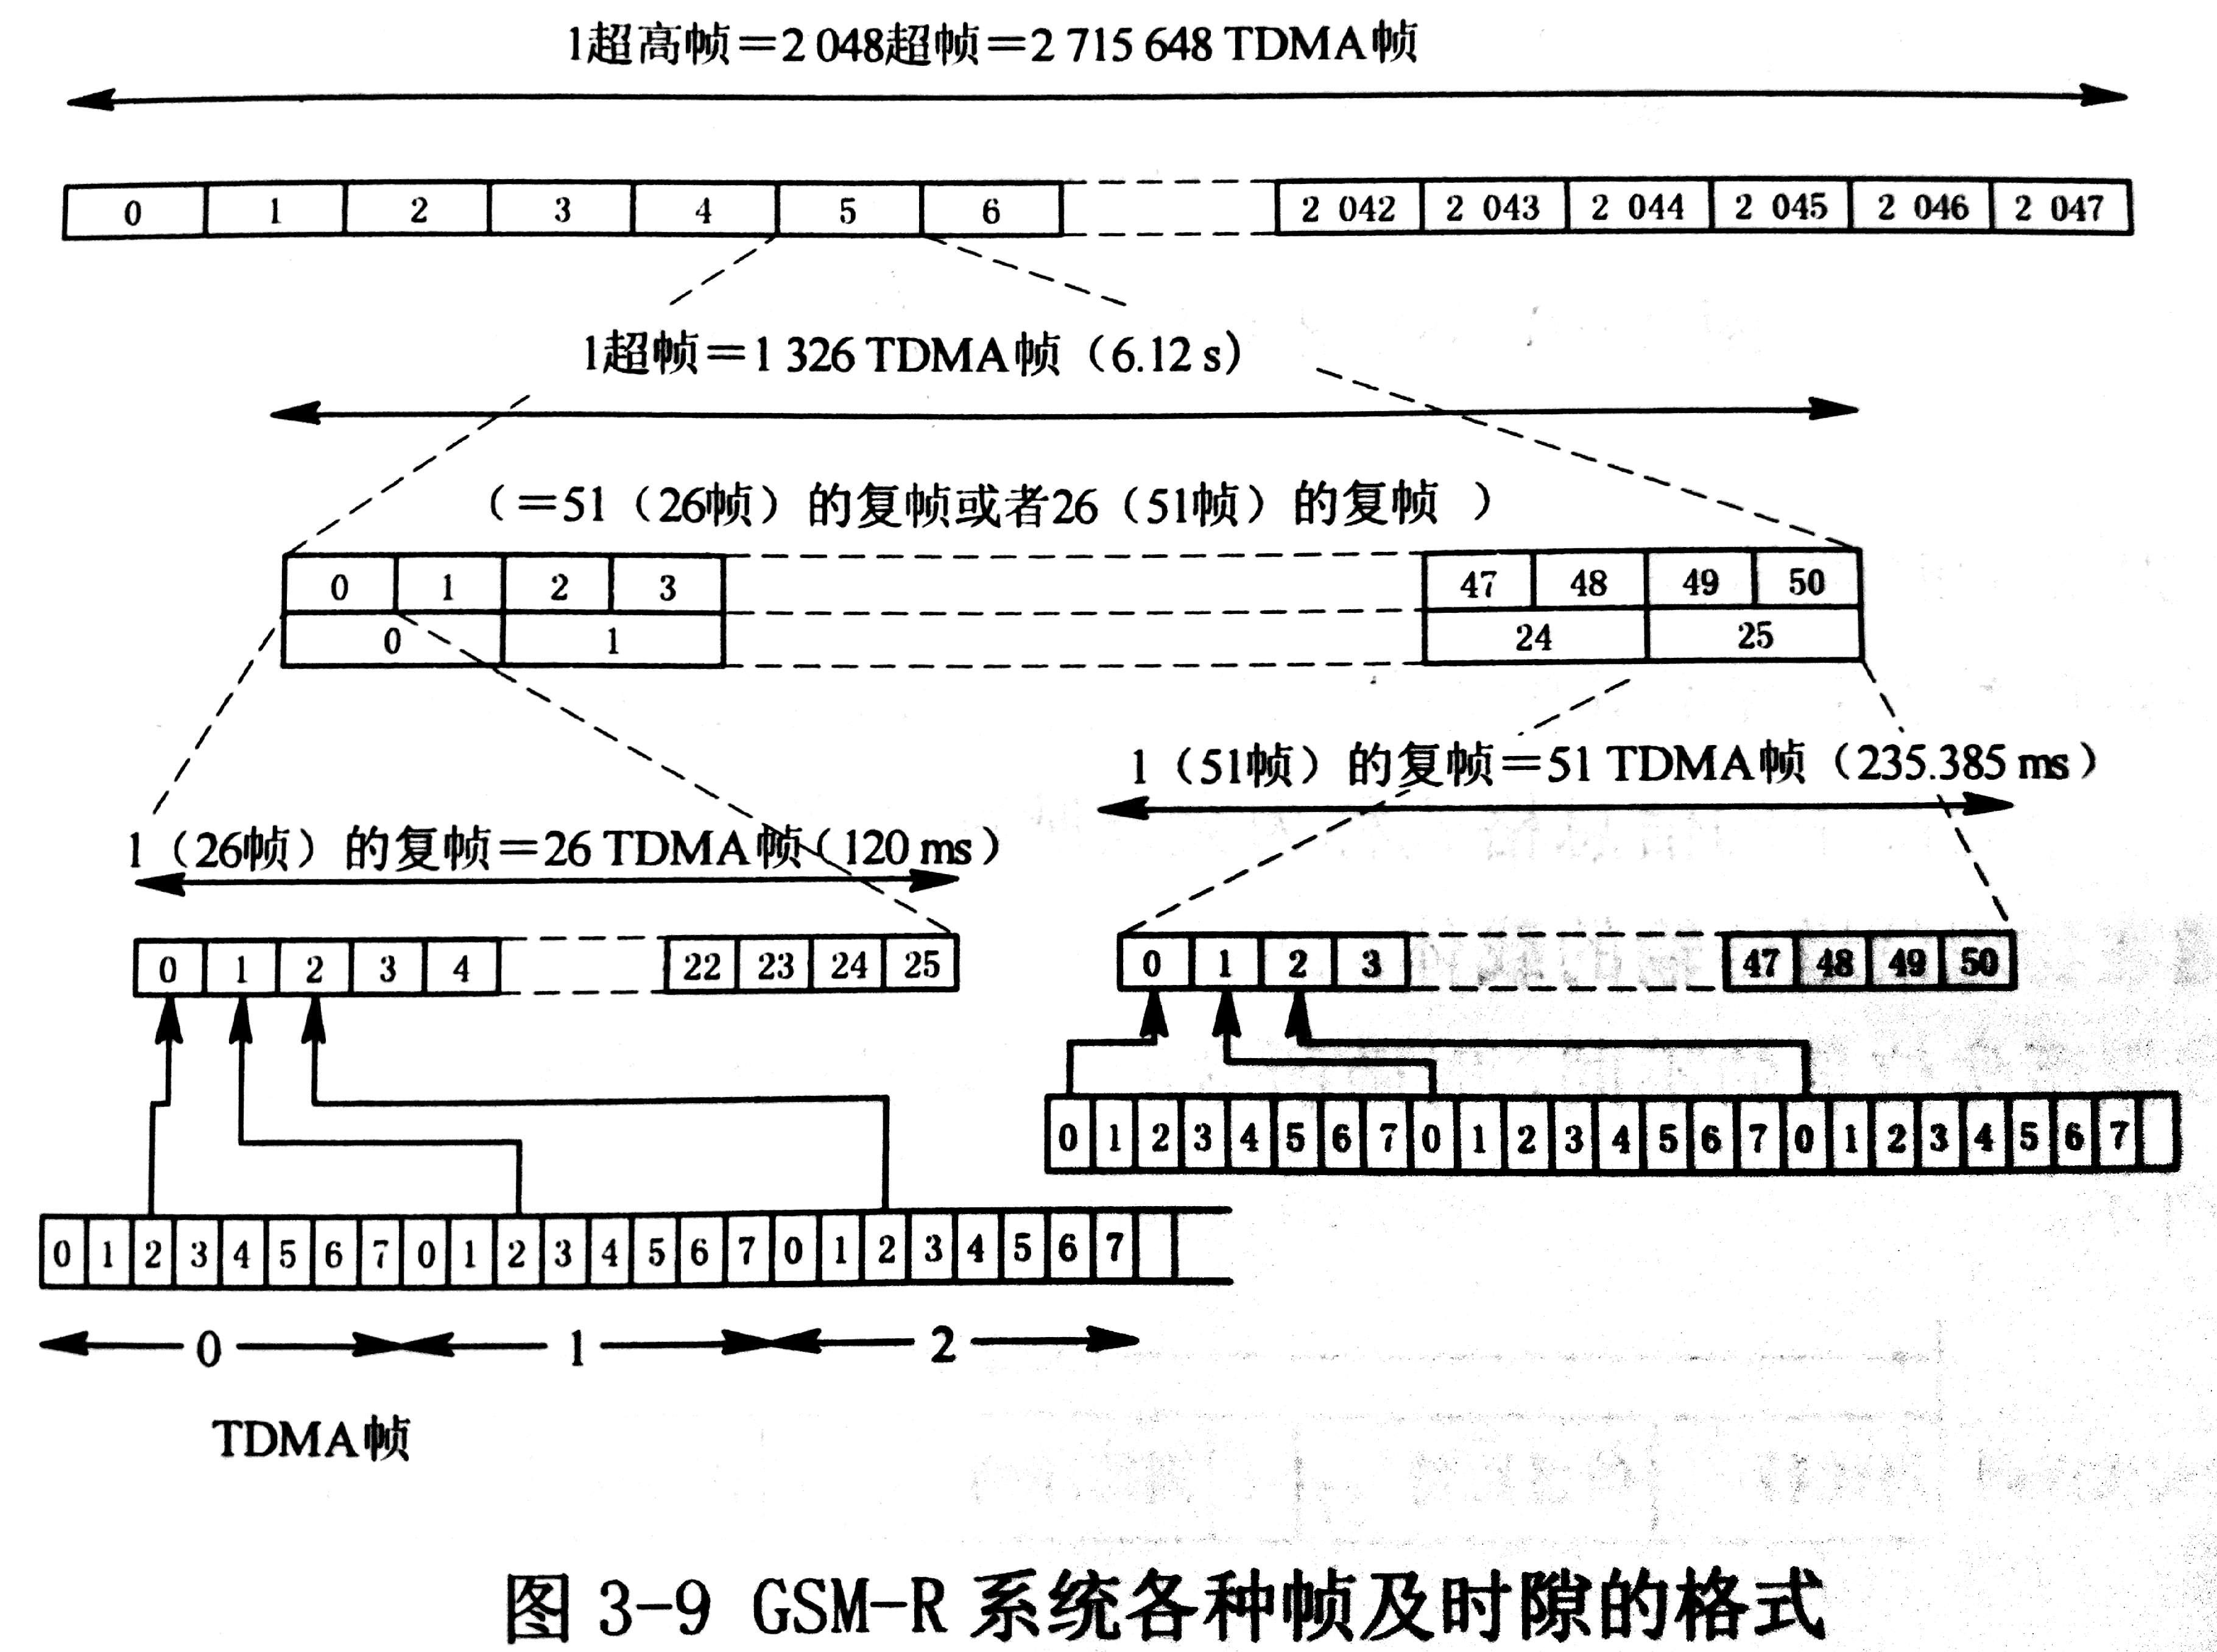 1超高帧＝2 048超帧＝2 715 648 TDMA帧
0 1 2 3 4 5 6 2 042 2 043 2 044 2 045 2 046 2 047
1超帧＝1 326 TDMA帧（6.12 s）
（＝51（26帧）的复帧或者26（51帧）的复帧 ）
0 1 2 3 47 48 49 50
0 1 24 25
1（51帧）的复帧＝51 TDMA帧（235.385 ms）
1（26帧）的复帧＝26 TDMA帧（120 ms）
0 1 2 3 4 22 23 24 25
0 1 2 3 47 48 49 50
0 1 2 3 4 5 6 7 0 1 2 3 4 5 6 7 0 1 2 3 4 5 6 7
0 1 2 3 4 5 6 7 0 1 2 3 4 5 6 7 0 1 2 3 4 5 6 7
0 1 2
TDMA帧
图 3-9 GSM-R 系统各种帧及时隙的格式